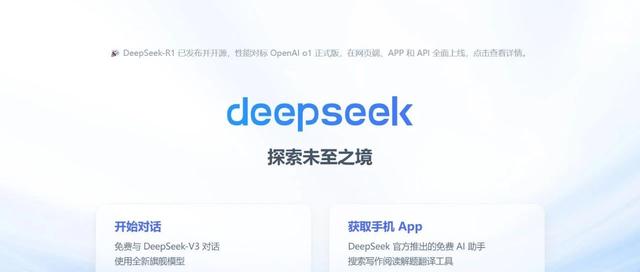 🎉 DeepSeek-R1 已发布并开源，性能对标 OpenAI o1 正式版，在网页端、APP 和 API 全面上线，点击查看详情。
deepseek
探索未至之境
开始对话
免费与 DeepSeek-V3 对话
使用全新旗舰模型
获取手机 App
DeepSeek 官方推出的免费 AI 助手
搜索写作阅读解题翻译工具